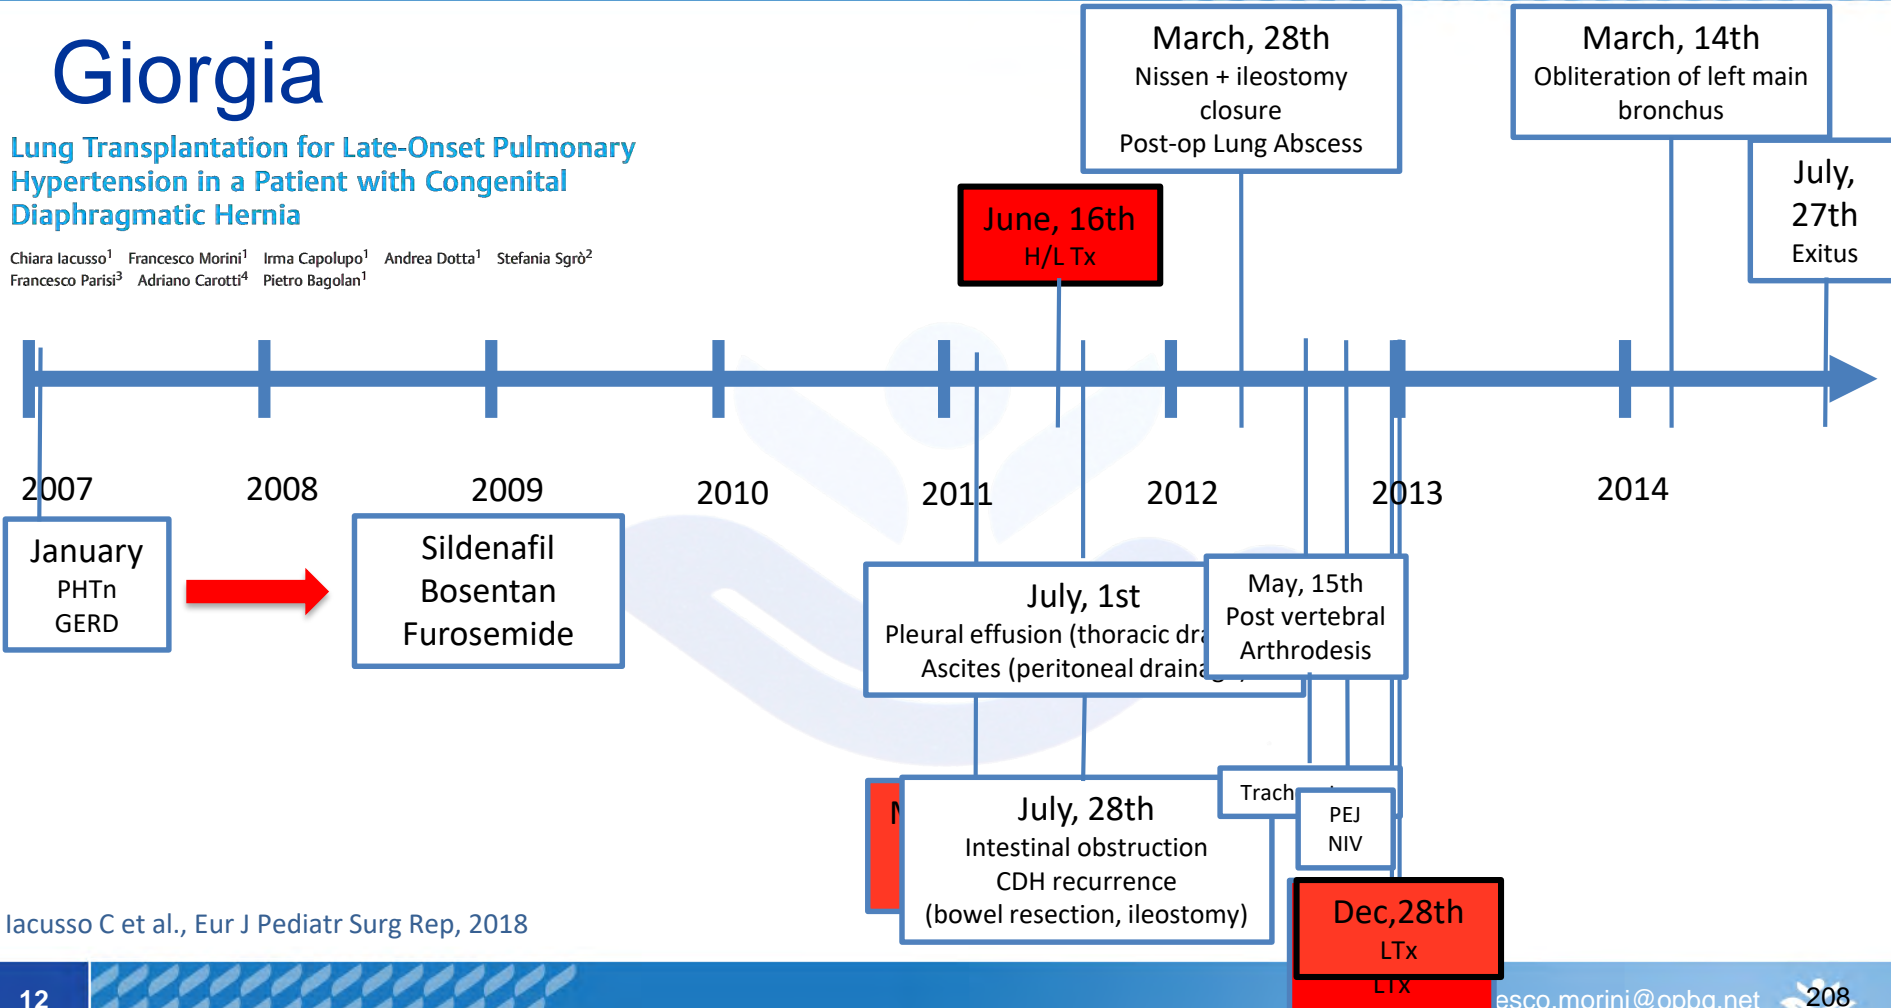 Giorgia
Lung Transplantation for Late-Onset Pulmonary
Hypertension in a Patient with Congenital
Diaphragmatic Hernia
Chiara Iacusso1 Francesco Morini1 Irma Capolupo1 Andrea Dotta1 Stefania Sgrò2
Francesco Parisi3 Adriano Carotti4 Pietro Bagolan1
March, 28th
Nissen + ileostomy
closure
Post-op Lung Abscess
March, 14th
Obliteration of left main
bronchus
June, 16th
H/L Tx
July,
27th
Exitus
2007 2008 2009 2010 2011 2012 2013 2014
January
PHTn
GERD
Sildenafil
Bosentan
Furosemide
July, 1st
Pleural effusion (thoracic
Ascites (peritoneal
May, 15th
Post vertebral
Arthrodesis
July, 28th
Intestinal obstruction
CDH recurrence
(bowel resection, ileostomy)
PEJ
NIV
Dec,28th
LTx
LTx
Iacusso C et al., Eur J Pediatr Surg Rep, 2018
12
esco.morini@opbg.net
208